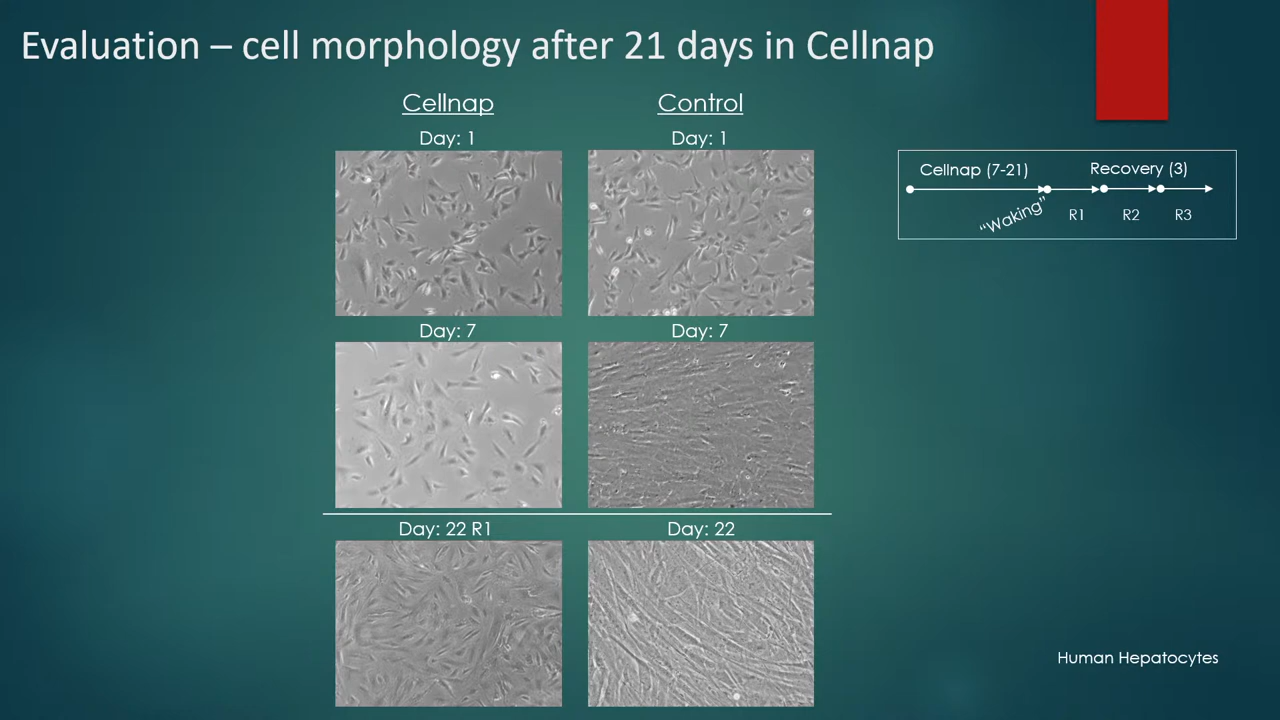 Evaluation – cell morphology after 21 days in Cellnap
Cellnap
Control
Day: 1
Day: 1
Cellnap (7-21)
Recovery (3)
"Waking"
R1
R2
R3
Day: 7
Day: 7
Day: 22 R1
Day: 22
Human Hepatocytes